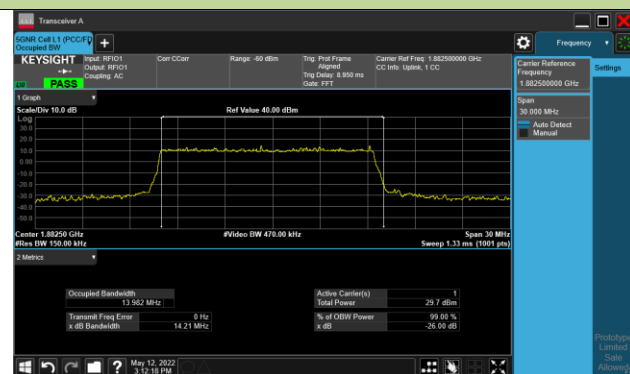 Transceiver A
5GNR Cell I,1 (PCC/FD
Occupied BW
Frequency
KEYSIGHT
Input: RFIO1
Output: RFIO1
Coupling: AC
Corr CCorr
Range: -60 dBm
Trig: Prot Frame
Aligned
Trig Delay: 8.950 ms
Gate: FFT
Carrier Ref Freq: 1.882500000 GHz
CC Info: Uplink, 1 CC
PASS
Carrier Reference
Frequency
1.882500000 GHz
Settings
Span
30.000 MHz
Auto Detect
Manual
1 Graph
Scale/Div 10.0 dB
Ref Value 40.00 dBm
Log
30.0
20.0
10.0
0.00
-10.0
-20.0
-30.0
-40.0
-50.0
Center 1.88250 GHz
#Video BW 470.00 kHz
Span 30 MHz
#Res BW 150.00 kHz
Sweep 1.33 ms (1001 pts)
2 Metrics
Occupied Bandwidth
13.982 MHz
Active Carrier(s) 1
Total Power 29.7 dBm
Transmit Freq Error 0 Hz
x dB Bandwidth 14.21 MHz
% of OBW Power 99.00 %
x dB -26.00 dB
Prototype
Limited
Sale
Allowed
May 12, 2022
3:12:18 PM